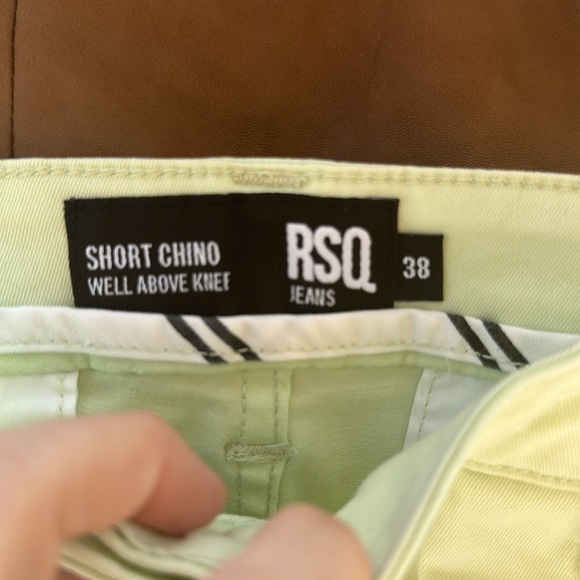 SHORT CHINO
WELL ABOVE KNEE
RSQ
JEANS
38